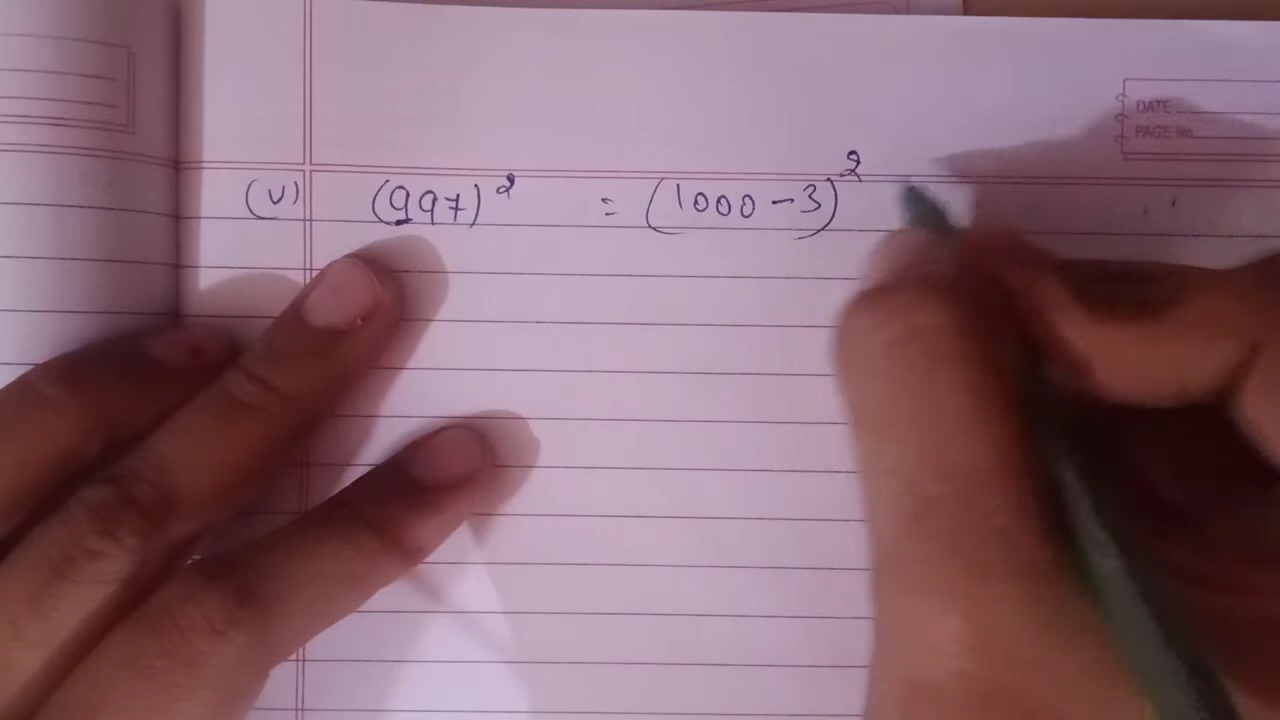 DATE
PAGE No.
(v) (997)² = (1000-3)²